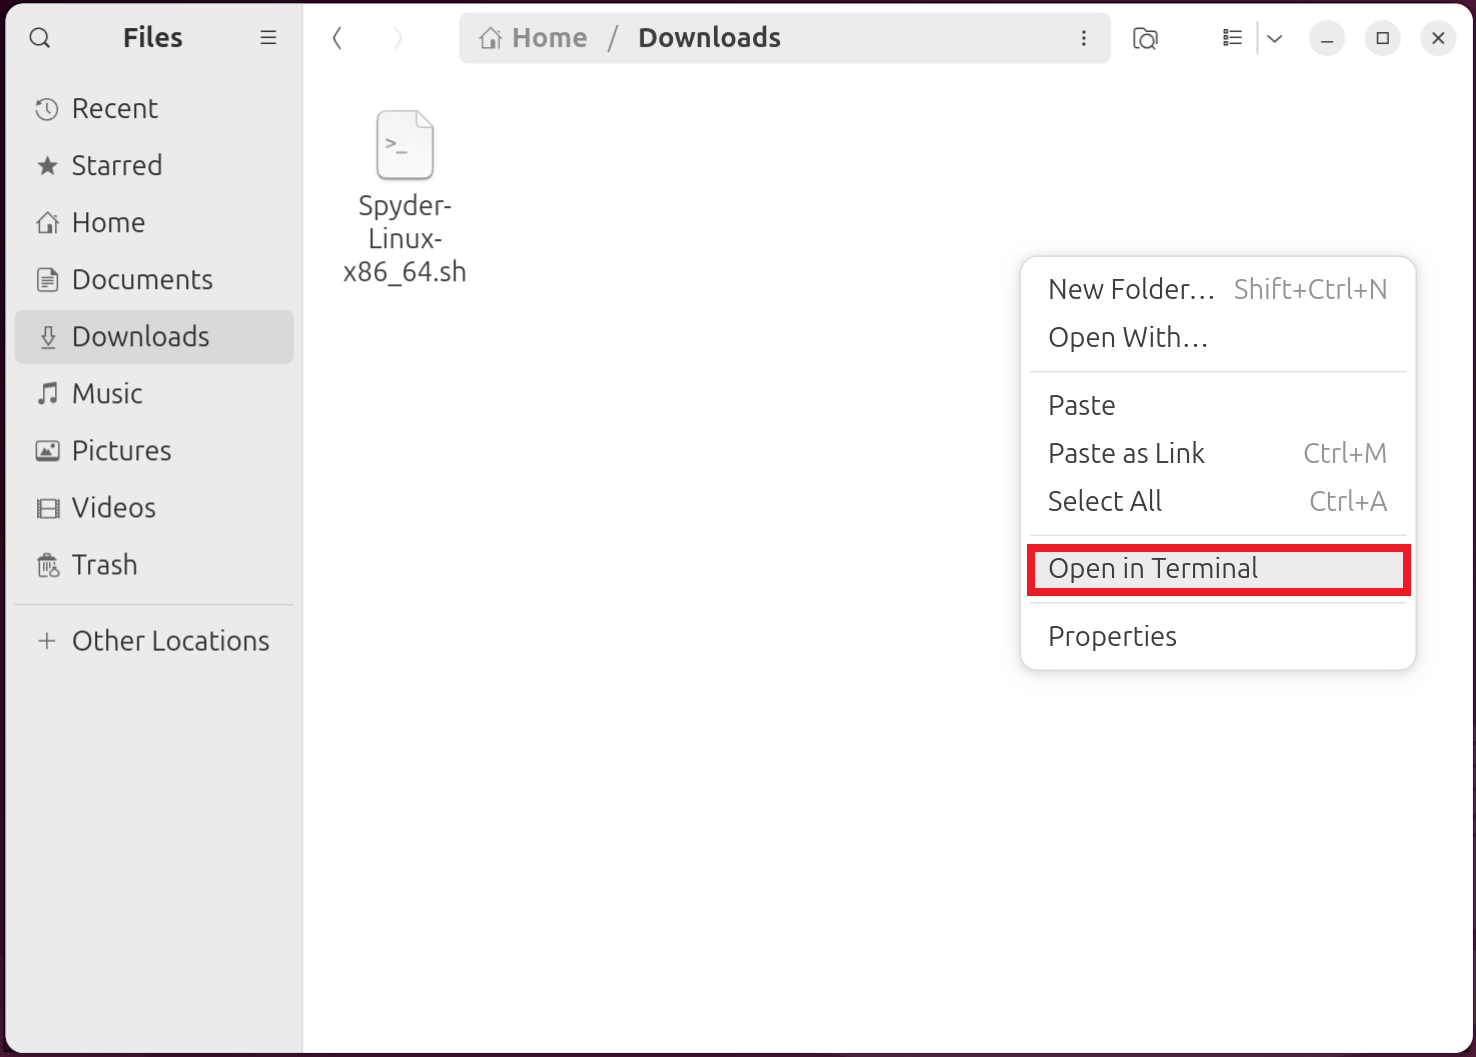 Files
Home / Downloads
Recent
Starred
Home
Documents
Downloads
Music
Pictures
Videos
Trash
+ Other Locations
>_
Spyder-
Linux-
x86_64.sh
New Folder… Shift+Ctrl+N
Open With…
Paste
Paste as Link Ctrl+M
Select All Ctrl+A
Open in Terminal
Properties